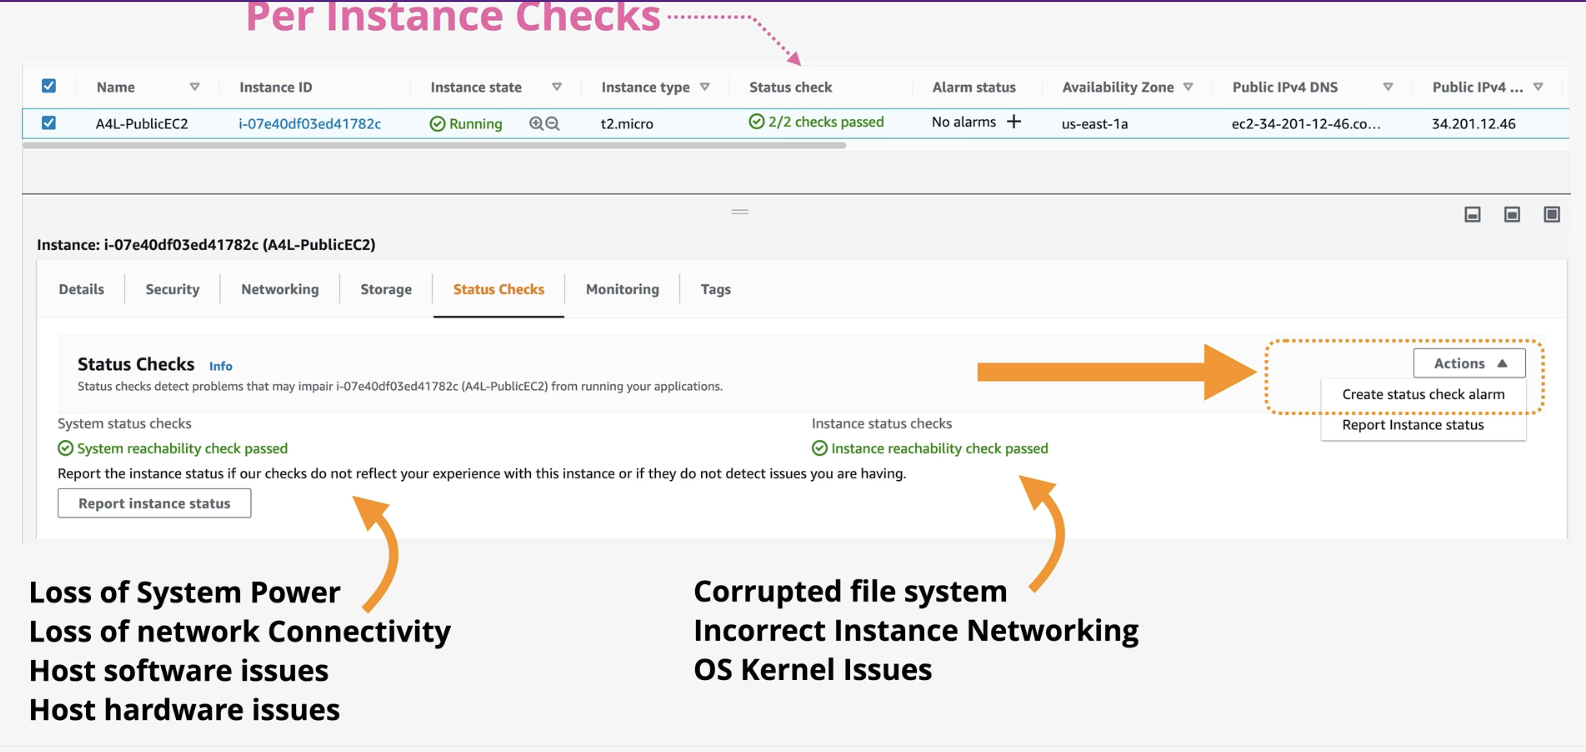 Per Instance Checks
Name Instance ID Instance state Instance type Status check Alarm status Availability Zone Public IPv4 DNS Public IPv4 ...
A4L-PublicEC2 i-07e40df03ed41782c Running t2.micro 2/2 checks passed No alarms + us-east-1a ec2-34-201-12-46.co... 34.201.12.46
Instance: i-07e40df03ed41782c (A4L-PublicEC2)
Details Security Networking Storage Status Checks Monitoring Tags
Status Checks Info
Actions
Status checks detect problems that may impair i-07e40df03ed41782c (A4L-PublicEC2) from running your applications.
Create status check alarm
Report Instance status
System status checks
System reachability check passed
Instance status checks
Instance reachability check passed
Report the instance status if our checks do not reflect your experience with this instance or if they do not detect issues you are having.
Report instance status
Loss of System Power
Loss of network Connectivity
Host software issues
Host hardware issues
Corrupted file system
Incorrect Instance Networking
OS Kernel Issues